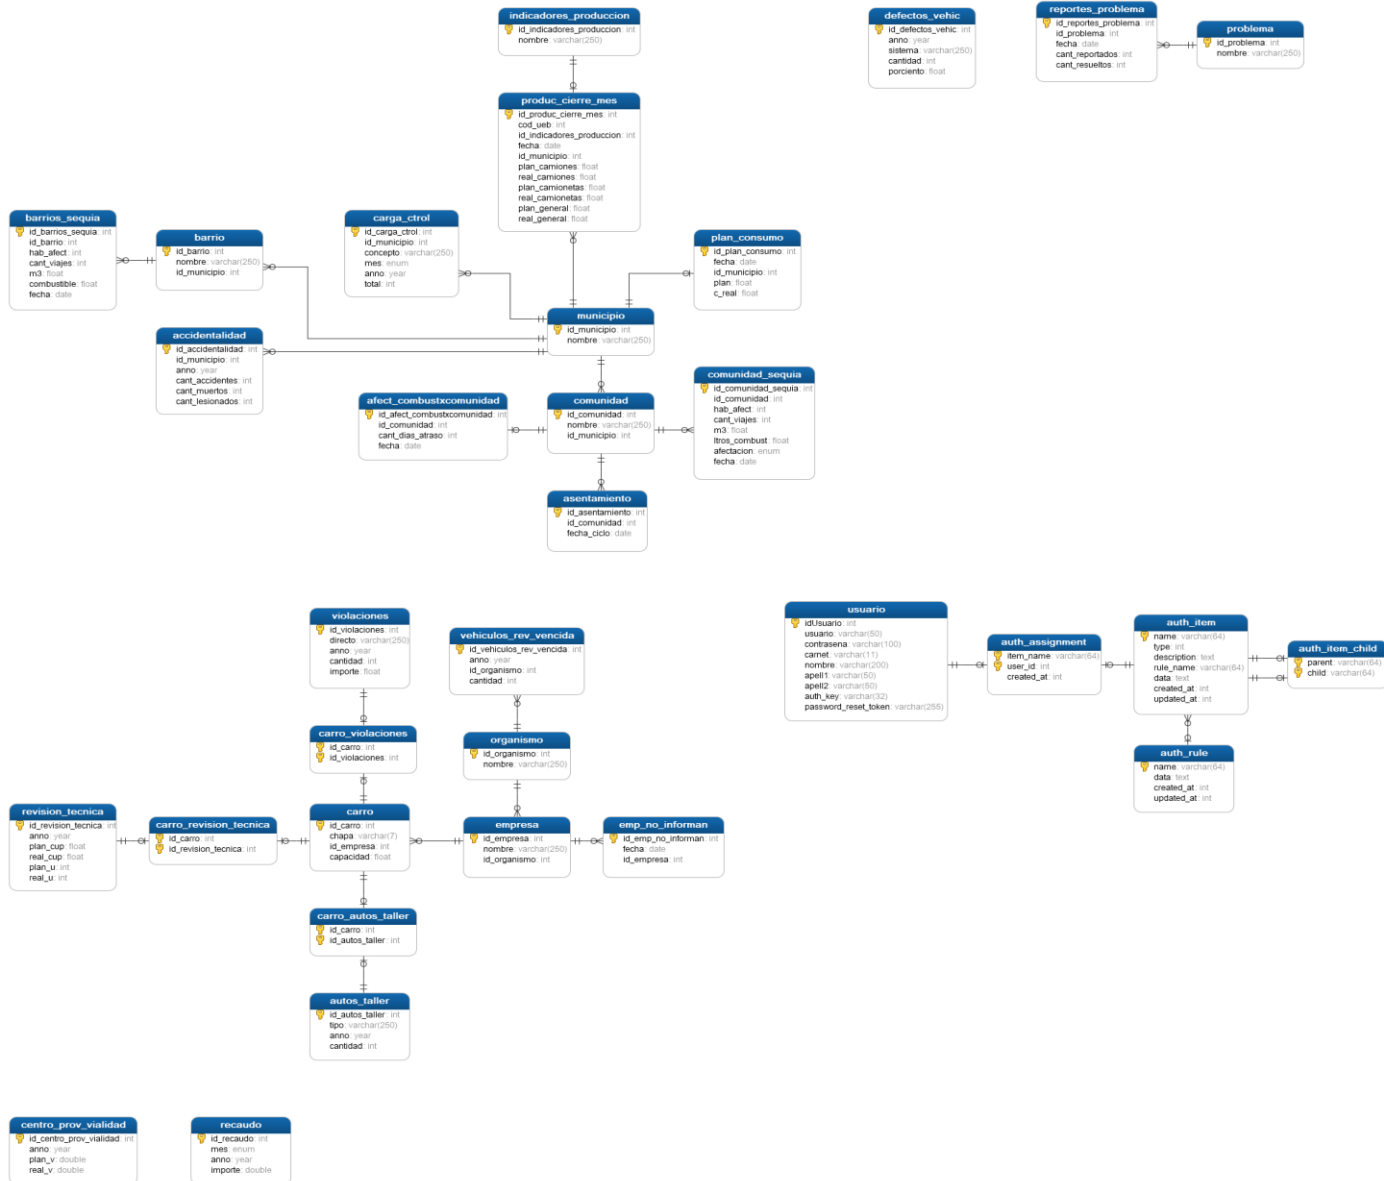 indicadores_produccion
id_indicadores_produccion: int
nombre: varchar(250)
defectos_vehic
id_defectos_vehic: int
anno: year
sistema: varchar(250)
cantidad: int
porciento: float
reportes_problema
id_reportes_problema: int
id_problema: int
fecha: date
cant_reportados: int
cant_resueltos: int
problema
id_problema: int
nombre: varchar(250)
produc_cierre_mes
id_produc_cierre_mes: int
cod_ueb: int
id_indicadores_produccion: int
fecha: date
id_municipio: int
plan_camiones: float
real_camiones: float
plan_camionetas: float
real_camionetas: float
plan_general: float
real_general: float
barrios_sequia
id_barrios_sequia: int
id_barrio: int
hab_afect: int
cant_viajes: int
m3: float
combustible: float
fecha: date
barrio
id_barrio: int
nombre: varchar(250)
id_municipio: int
carga_ctrol
id_carga_ctrol: int
id_municipio: int
concepto: varchar(250)
mes: enum
anno: year
total: int
plan_consumo
id_plan_consumo: int
fecha: date
id_municipio: int
plan: float
c_real: float
municipio
id_municipio: int
nombre: varchar(250)
accidentalidad
id_accidentalidad: int
id_municipio: int
anno: year
cant_accidentes: int
cant_muertos: int
cant_lesionados: int
afect_combustxcomunidad
id_afect_combustxcomunidad: int
id_comunidad: int
cant_dias_atraso: int
fecha: date
comunidad
id_comunidad: int
nombre: varchar(250)
id_municipio: int
comunidad_sequia
id_comunidad_sequia: int
id_comunidad: int
hab_afect: int
cant_viajes: int
m3: float
ltros_combust: float
afectacion: enum
fecha: date
asentamiento
id_asentamiento: int
id_comunidad: int
fecha_ciclo: date
violaciones
id_violaciones: int
directo: varchar(250)
anno: year
cantidad: int
importe: float
vehiculos_rev_vencida
id_vehiculos_rev_vencida: int
anno: year
id_organismo: int
cantidad: int
usuario
idUsuario: int
usuario: varchar(50)
contrasena: varchar(100)
carnet: varchar(11)
nombre: varchar(200)
apell1: varchar(50)
apell2: varchar(50)
auth_key: varchar(32)
password_reset_token: varchar(255)
auth_assignment
item_name: varchar(64)
user_id: int
created_at: int
auth_item
name: varchar(64)
type: int
description: text
rule_name: varchar(64)
data: text
created_at: int
updated_at: int
auth_item_child
parent: varchar(64)
child: varchar(64)
auth_rule
name: varchar(64)
data: text
created_at: int
updated_at: int
carro_violaciones
id_carro: int
id_violaciones: int
organismo
id_organismo: int
nombre: varchar(250)
revision_tecnica
id_revision_tecnica: int
anno: year
plan_cup: float
real_cup: float
plan_u: int
real_u: int
carro_revision_tecnica
id_carro: int
id_revision_tecnica: int
carro
id_carro: int
chapa: varchar(7)
id_empresa: int
capacidad: float
empresa
id_empresa: int
nombre: varchar(250)
id_organismo: int
emp_no_informan
id_emp_no_informan: int
fecha: date
id_empresa: int
carro_autos_taller
id_carro: int
id_autos_taller: int
autos_taller
id_autos_taller: int
tipo: varchar(250)
anno: year
cantidad: int
centro_prov_vialidad
id_centro_prov_vialidad: int
anno: year
plan_v: double
real_v: double
recaudo
id_recaudo: int
mes: enum
anno: year
importe: double